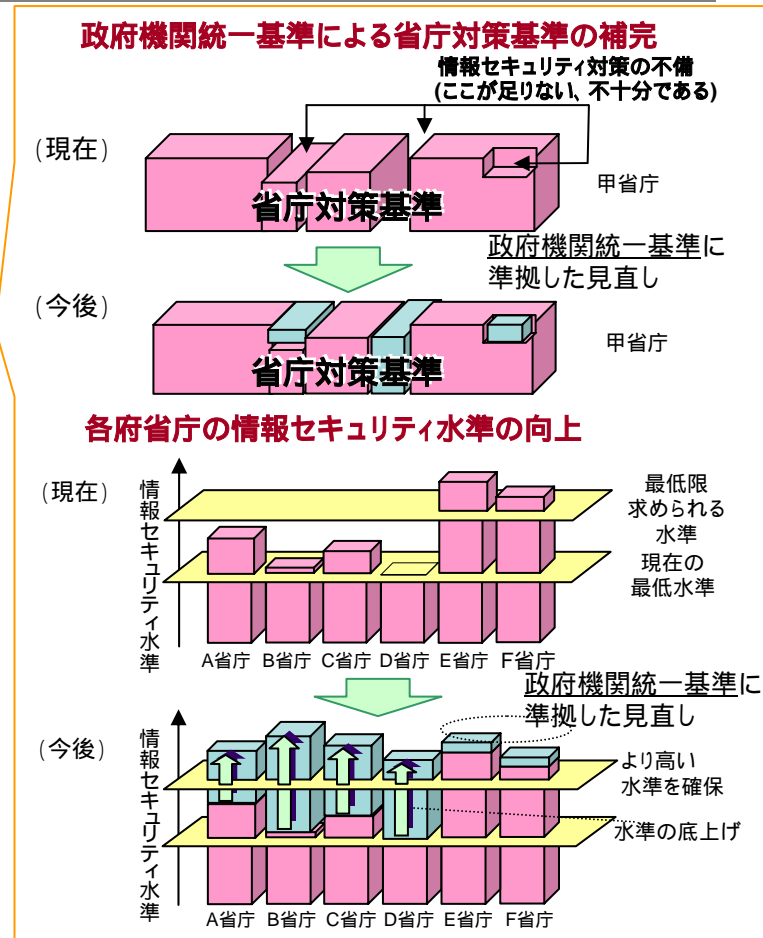 政府機関統一基準による省庁対策基準の補完
情報セキュリティ対策の不備
(ここが足りない、不十分である)
(現在)
甲省庁
省庁対策基準
政府機関統一基準に
準拠した見直し
(今後)
甲省庁
省庁対策基準
各府省庁の情報セキュリティ水準の向上
(現在)
情報セキュリティ水準
最低限
求められる
水準
現在の
最低水準
A省庁 B省庁 C省庁 D省庁 E省庁 F省庁
政府機関統一基準に
準拠した見直し
(今後)
情報セキュリティ水準
より高い
水準を確保
水準の底上げ
A省庁 B省庁 C省庁 D省庁 E省庁 F省庁